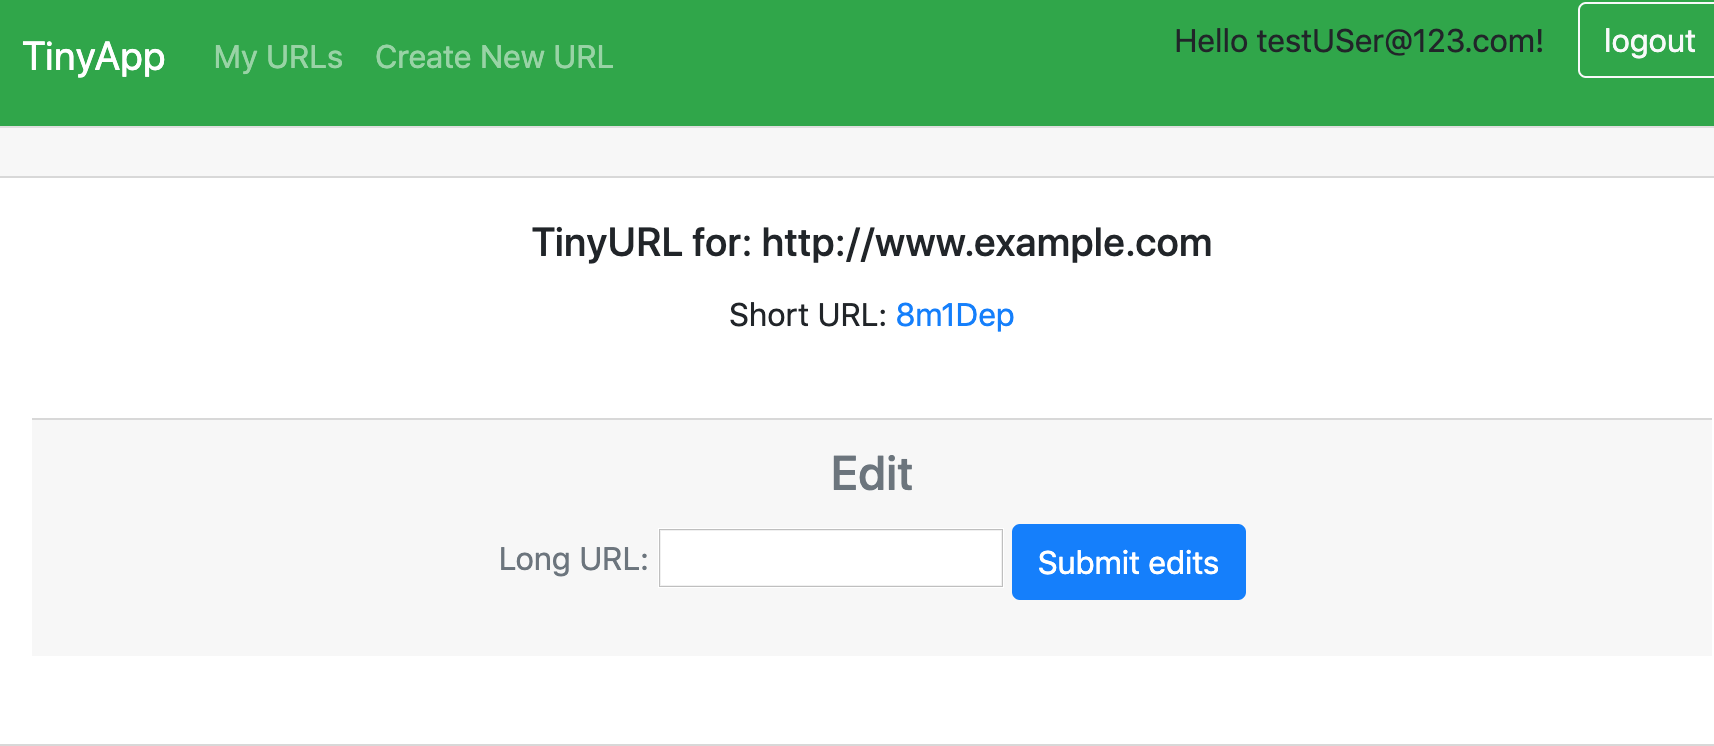 TinyApp My URLs Create New URL Hello testUSer@123.com! logout
TinyURL for: http://www.example.com
Short URL: 8m1Dep
Edit
Long URL: Submit edits